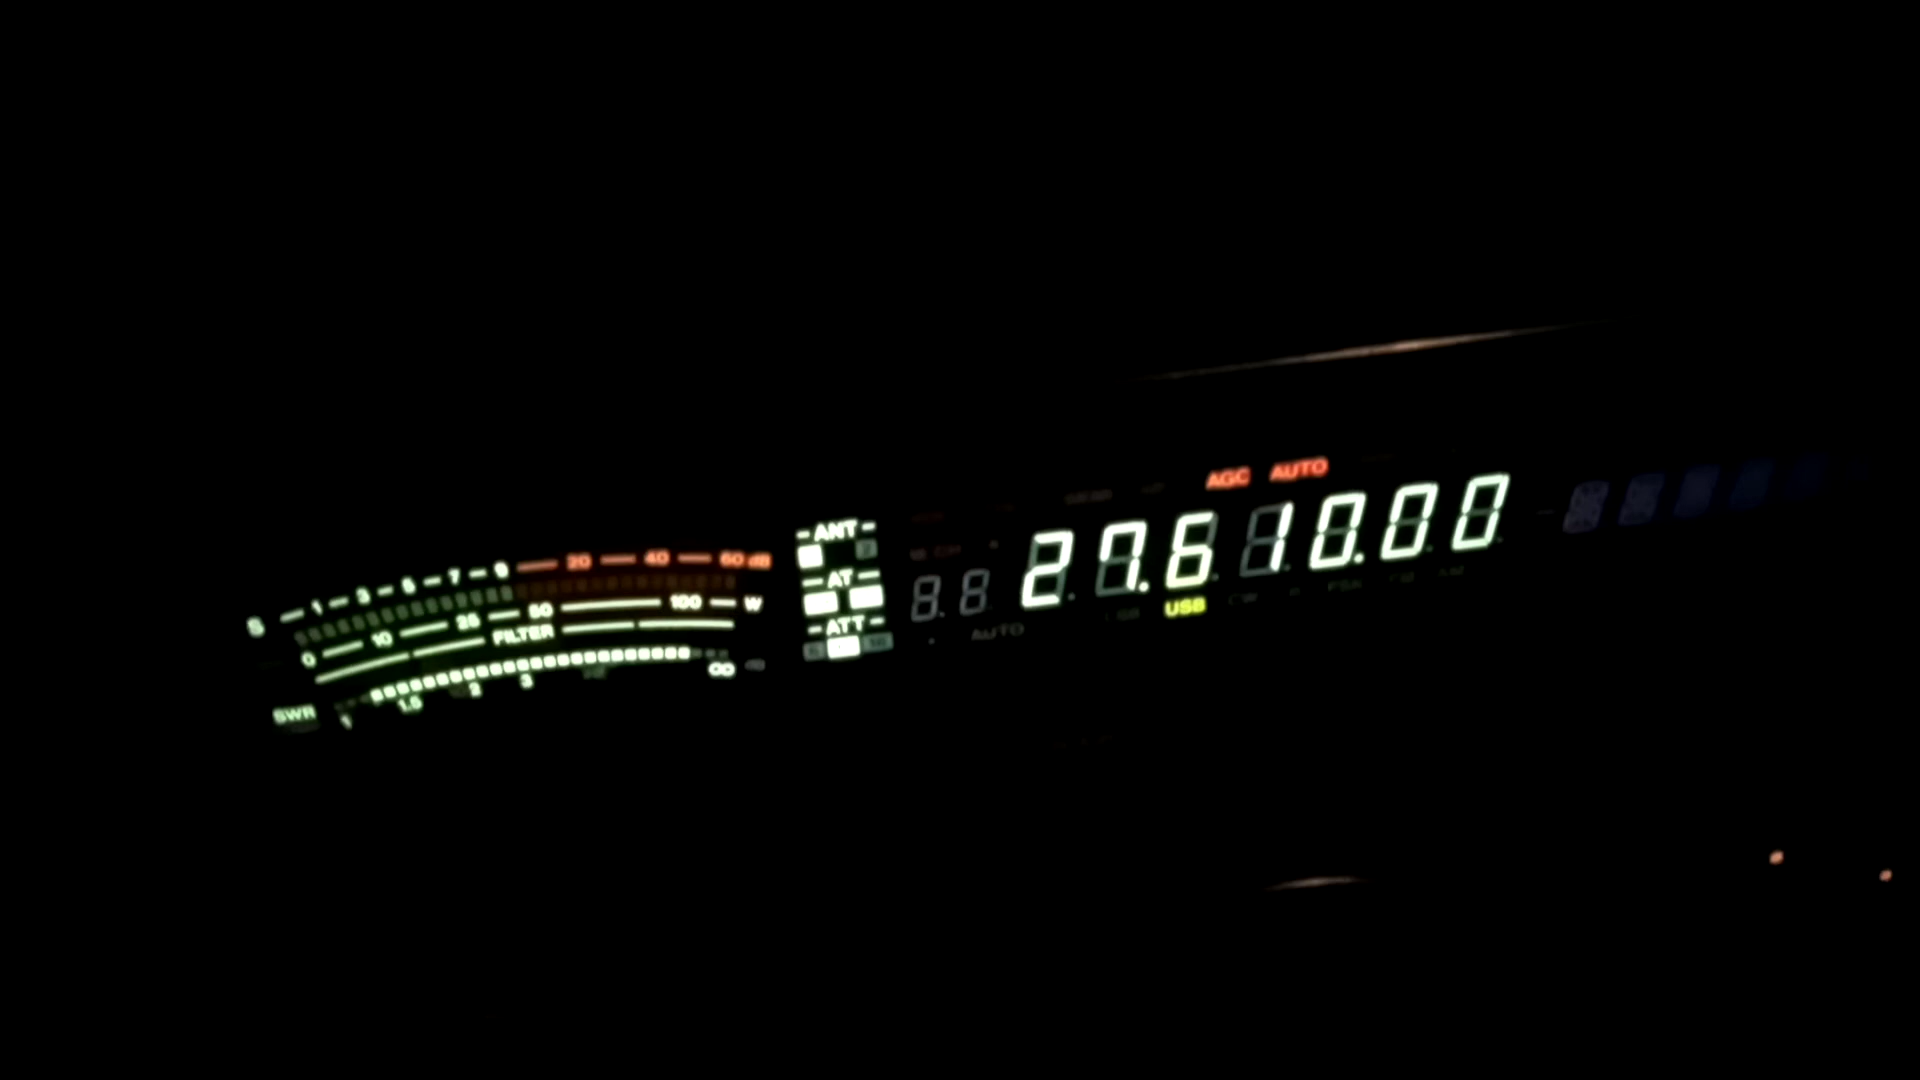 AGC AUTO
27.610.00
USB
AUTO
ANT
AT
ATT
S 1 3 5 7 9 20 40 60 dB
0 10 25 50 100 W
FILTER
SWR 1 1.5 2 3 ∞